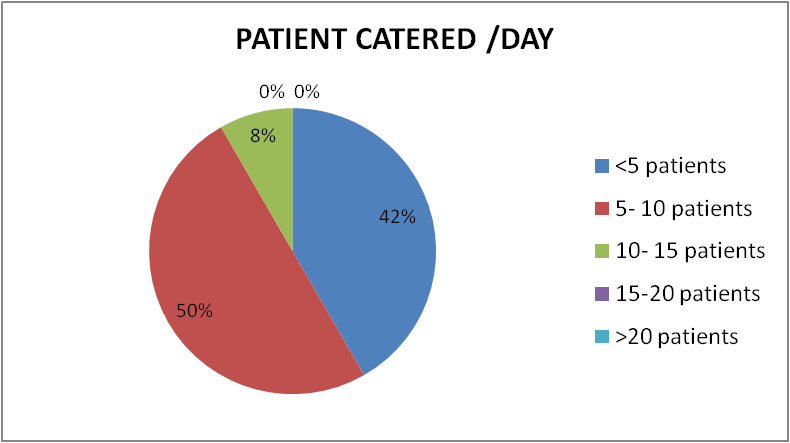 PATIENT CATERED /DAY
0% 0%
8%
42%
50%
<5 patients
5- 10 patients
10- 15 patients
15-20 patients
>20 patients